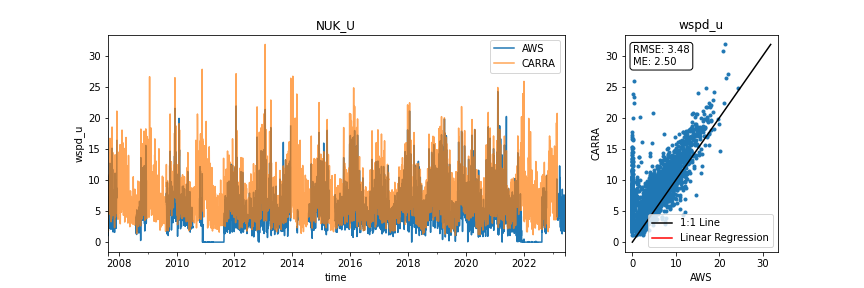 NUK_U
wspd_u
30
25
20
15
10
5
0
2008
2010
2012
2014
2016
2018
2020
2022
time
AWS
CARRA
wspd_u
CARRA
30
25
20
15
10
5
0
RMSE: 3.48
ME: 2.50
1:1 Line
Linear Regression
0
10
20
30
AWS